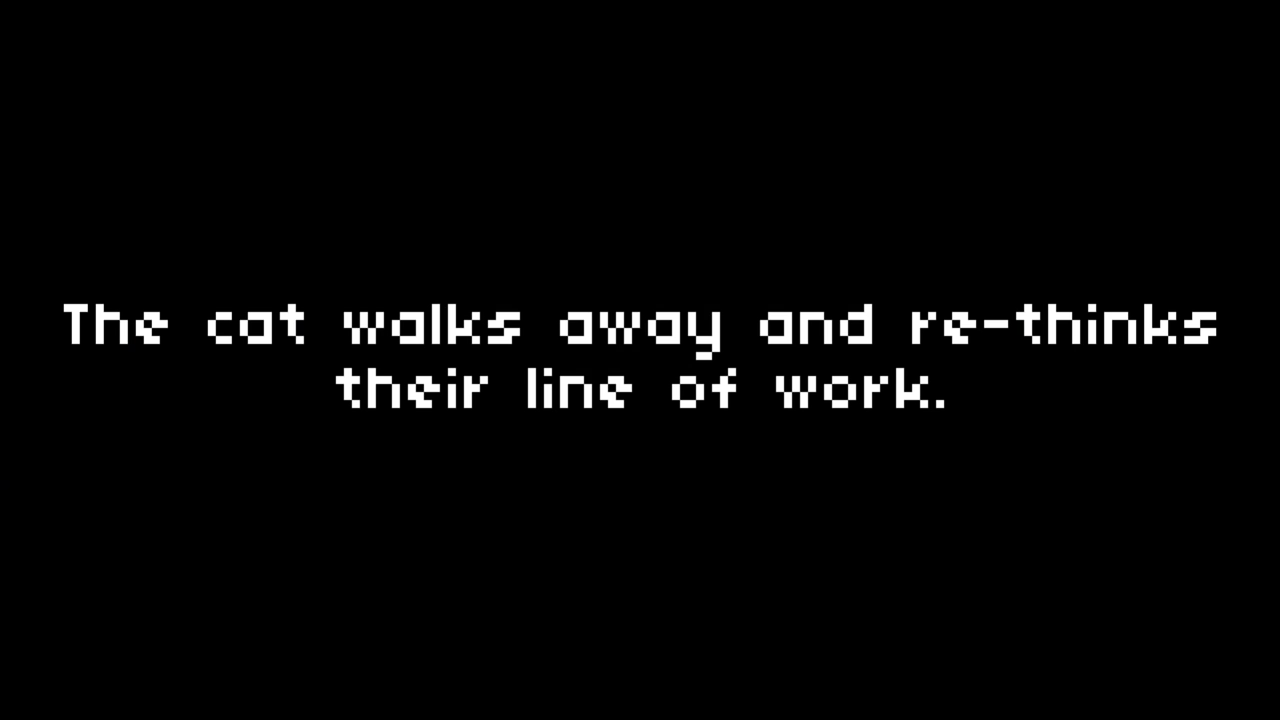 The cat walks away and re-thinks
their line of work.